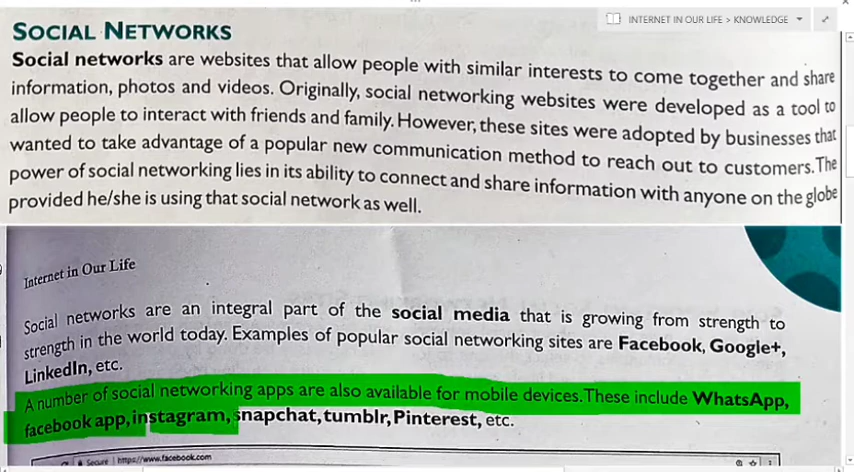 INTERNET IN OUR LIFE > KNOWLEDGE
SOCIAL NETWORKS
Social networks are websites that allow people with similar interests to come together and share
information, photos and videos. Originally, social networking websites were developed as a tool to
allow people to interact with friends and family. However, these sites were adopted by businesses that
wanted to take advantage of a popular new communication method to reach out to customers. The
power of social networking lies in its ability to connect and share information with anyone on the globe
provided he/she is using that social network as well.
Internet in Our Life
Social networks are an integral part of the social media that is growing from strength to
strength in the world today. Examples of popular social networking sites are Facebook, Google+,
LinkedIn, etc.
A number of social networking apps are also available for mobile devices. These include WhatsApp,
facebook app, instagram, snapchat, tumblr, Pinterest, etc.
Secure | https://www.facebook.com